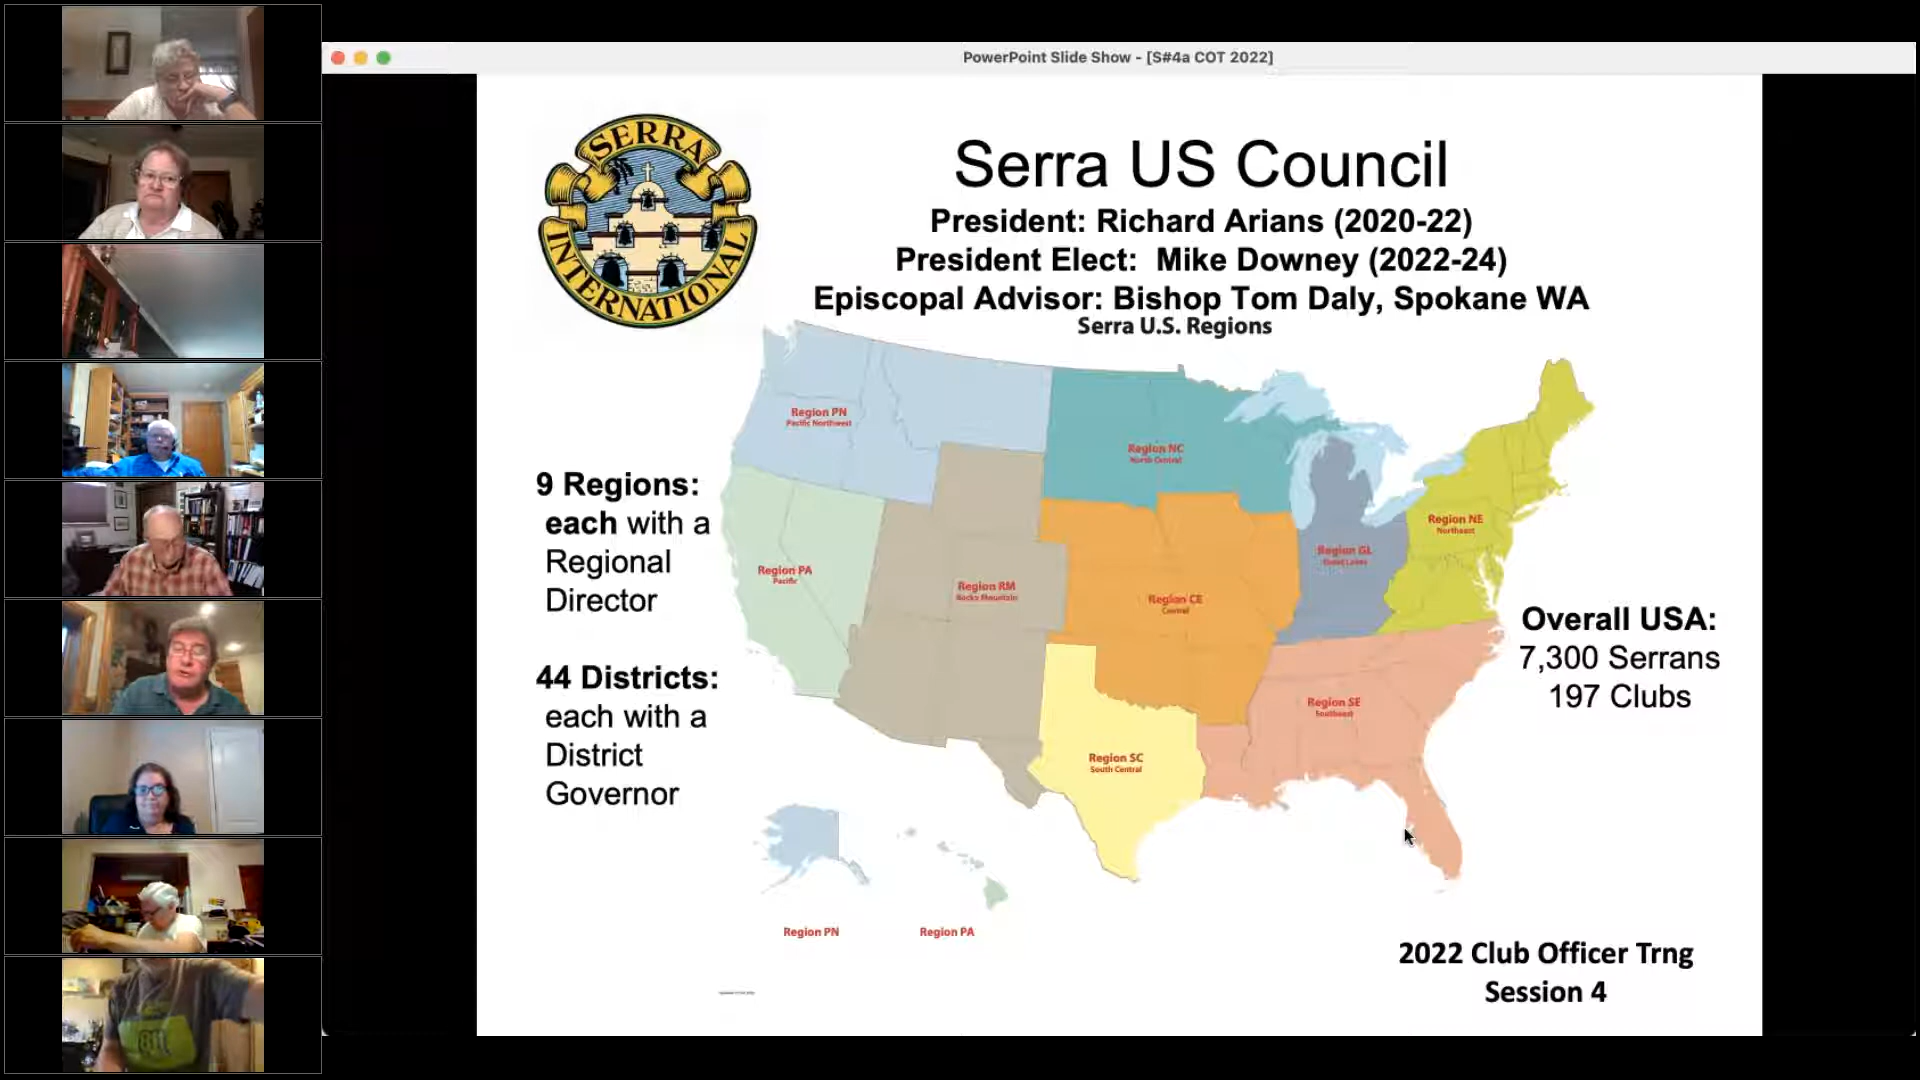 PowerPoint Slide Show - [S#4a COT 2022]
SERRA
INTERNATIONAL
Serra US Council
President: Richard Arians (2020-22)
President Elect: Mike Downey (2022-24)
Episcopal Advisor: Bishop Tom Daly, Spokane WA
Serra U.S. Regions
Region PN
Pacific Northwest
Region NC
North Central
9 Regions:
each with a
Regional
Director
Region NE
Northeast
Region GL
Great Lakes
Region PA
Pacific
Region RM
Rocky Mountain
Region CE
Central
Overall USA:
7,300 Serrans
197 Clubs
44 Districts:
each with a
District
Governor
Region SE
Southeast
Region SC
South Central
Region PN
Region PA
2022 Club Officer Trng
Session 4